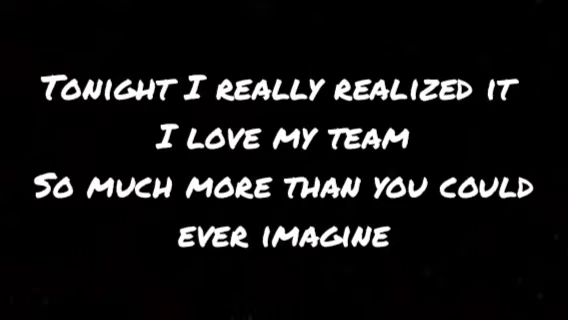 Tonight I really realized it
I love my team
So much more than you could
ever imagine